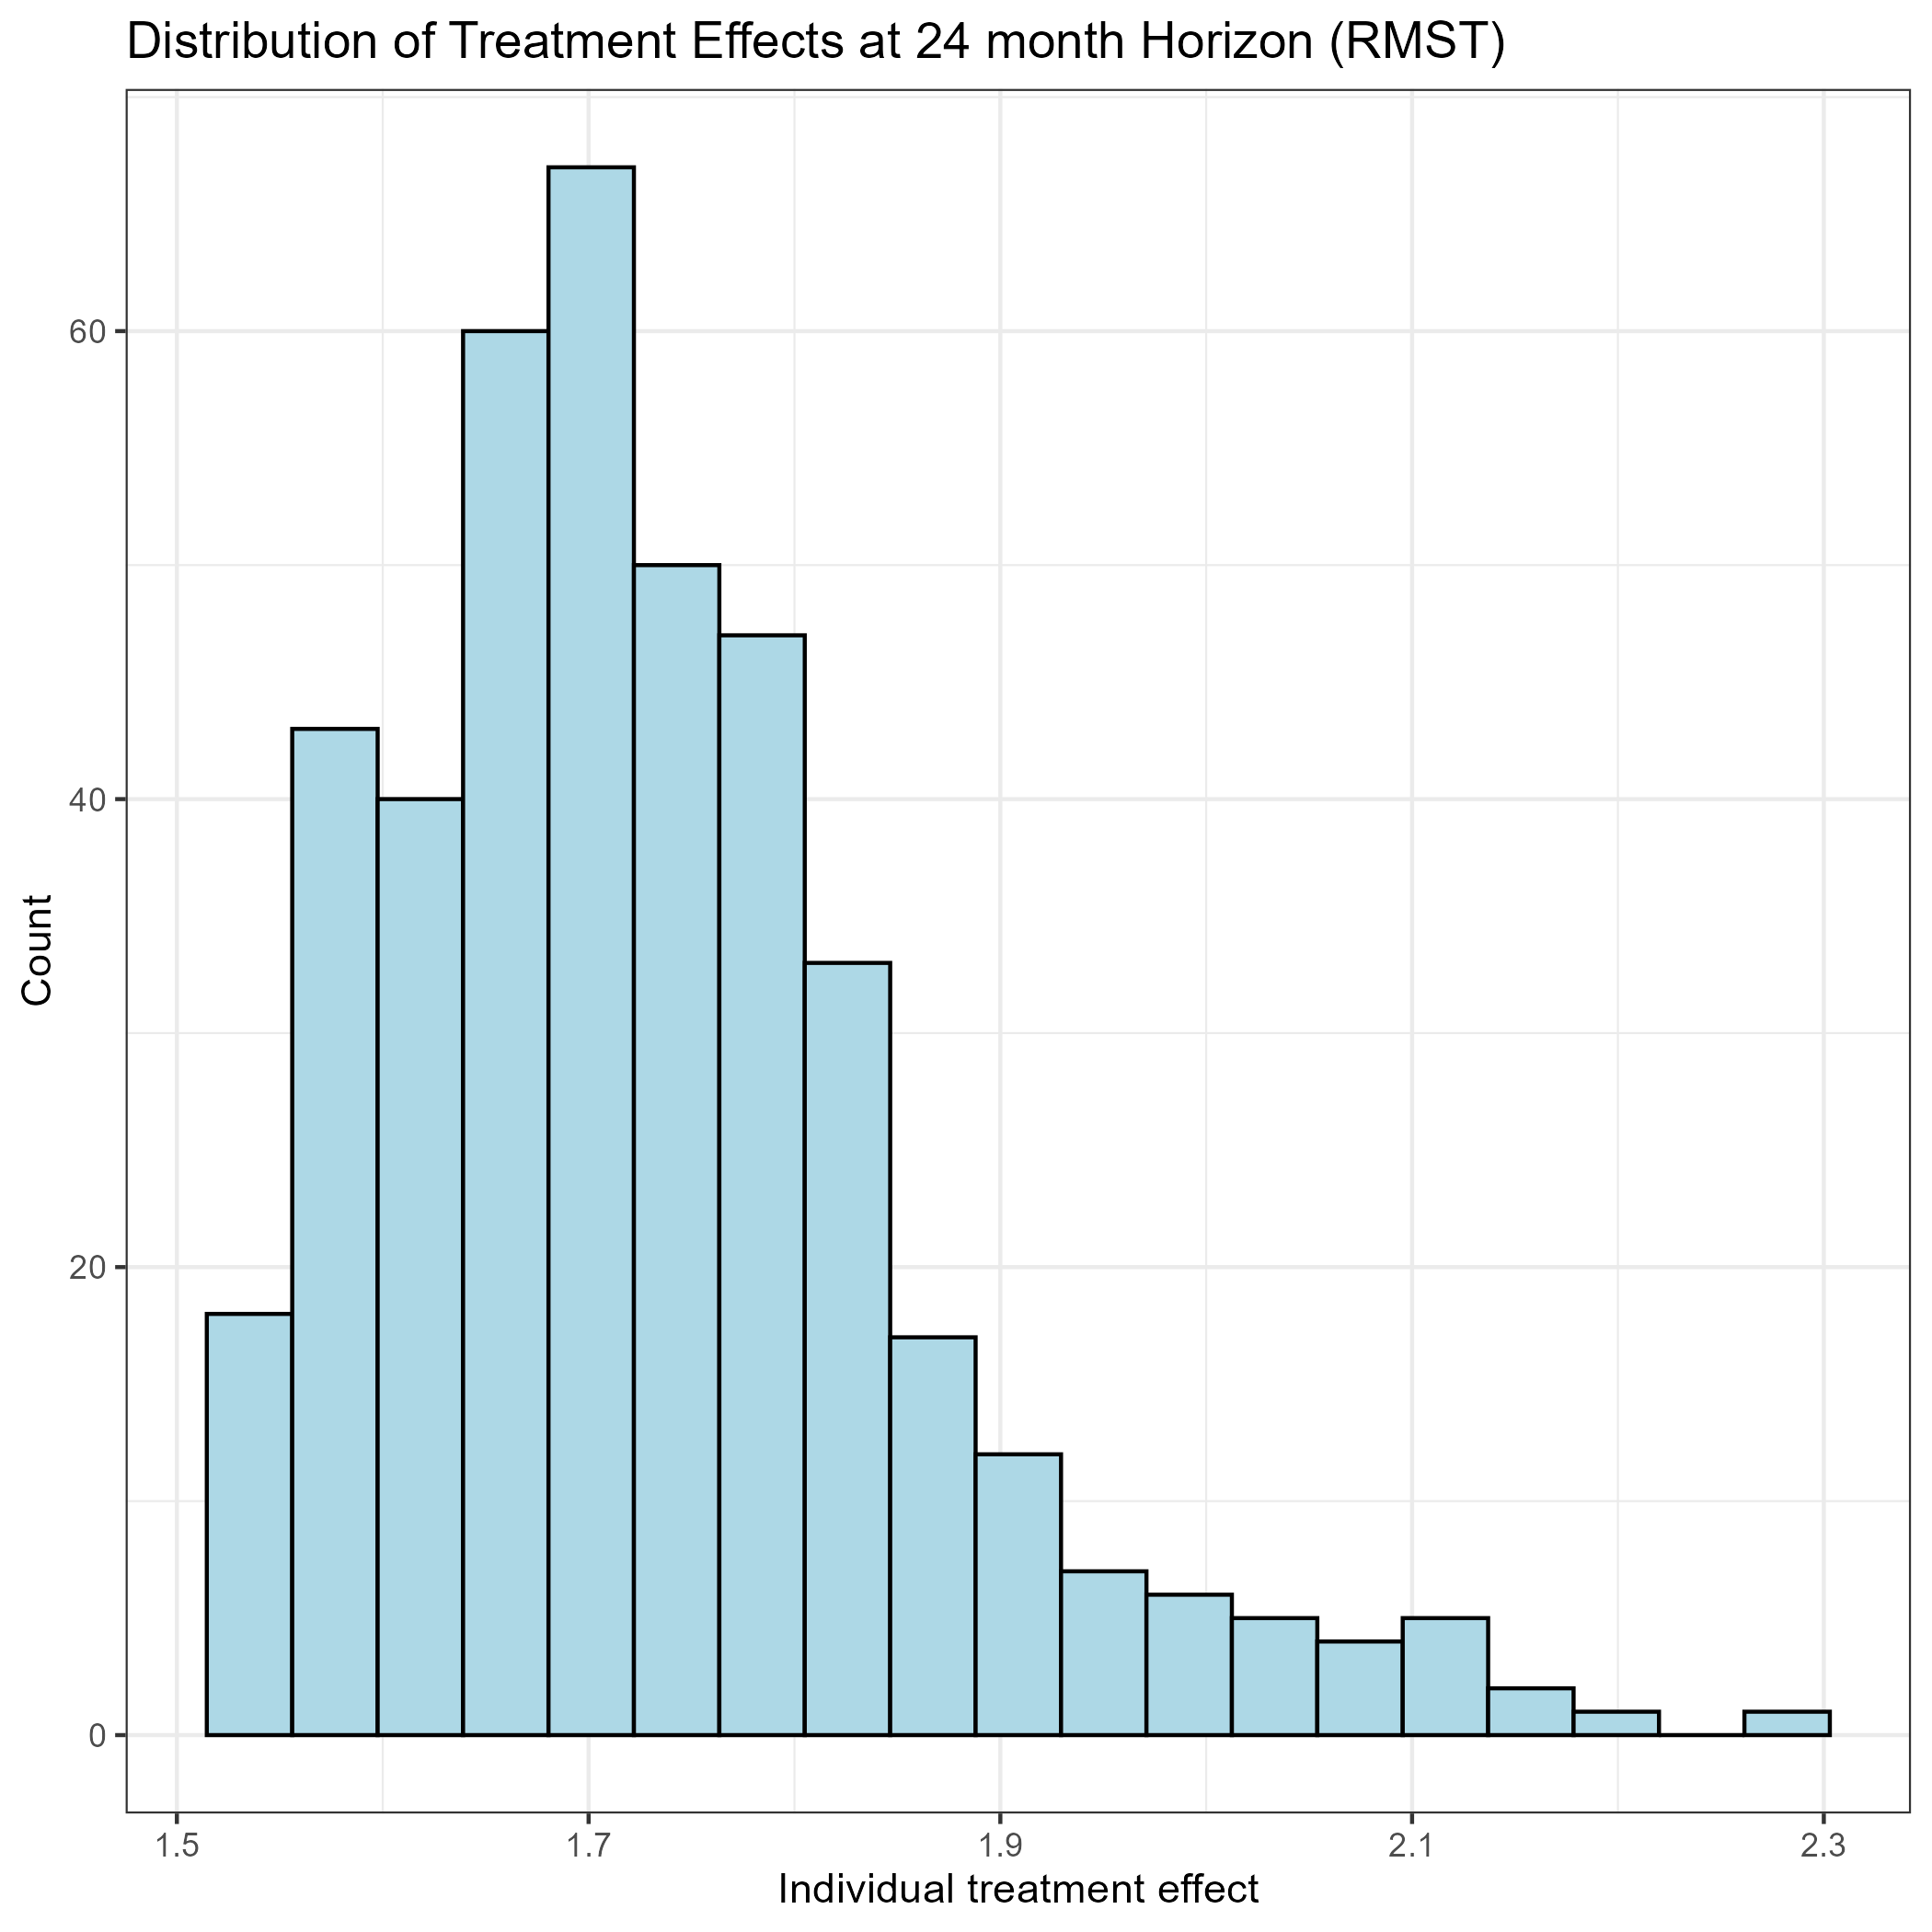 Distribution of Treatment Effects at 24 month Horizon (RMST)
60
40
20
0
Count
1.5 1.7 1.9 2.1 2.3
Individual treatment effect